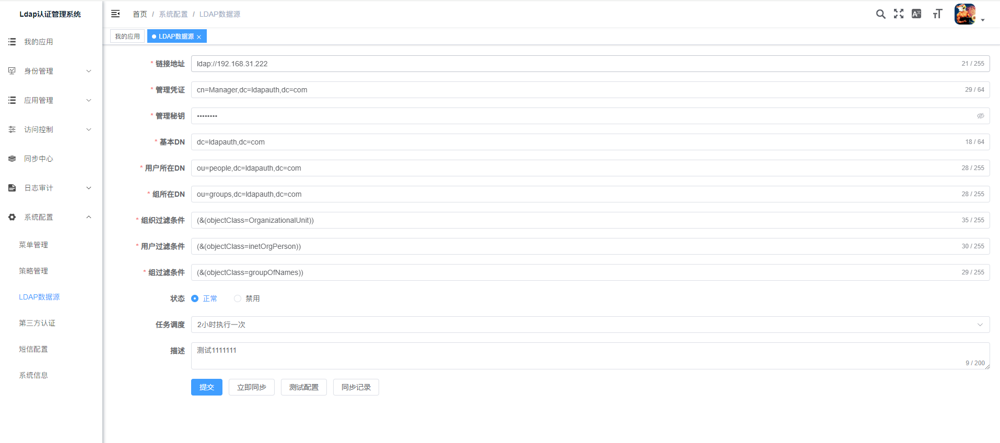 Ldap认证管理系统
首页 / 系统配置 / LDAP数据源
我的应用
LDAP数据源
我的应用
身份管理
应用管理
访问控制
同步中心
日志审计
系统配置
菜单管理
策略管理
LDAP数据源
第三方认证
短信配置
系统信息
* 链接地址 ldap://192.168.31.222 21 / 255
* 管理凭证 cn=Manager,dc=ldapauth,dc=com 29 / 64
* 管理秘钥 ••••••••
* 基本DN dc=ldapauth,dc=com 18 / 64
* 用户所在DN ou=people,dc=ldapauth,dc=com 28 / 255
* 组所在DN ou=groups,dc=ldapauth,dc=com 28 / 255
* 组织过滤条件 (&(objectClass=OrganizationalUnit)) 35 / 255
* 用户过滤条件 (&(objectClass=inetOrgPerson)) 30 / 255
* 组过滤条件 (&(objectClass=groupOfNames)) 29 / 255
状态 正常 禁用
任务调度 2小时执行一次
描述 测试1111111 9 / 200
提交 立即同步 测试配置 同步记录